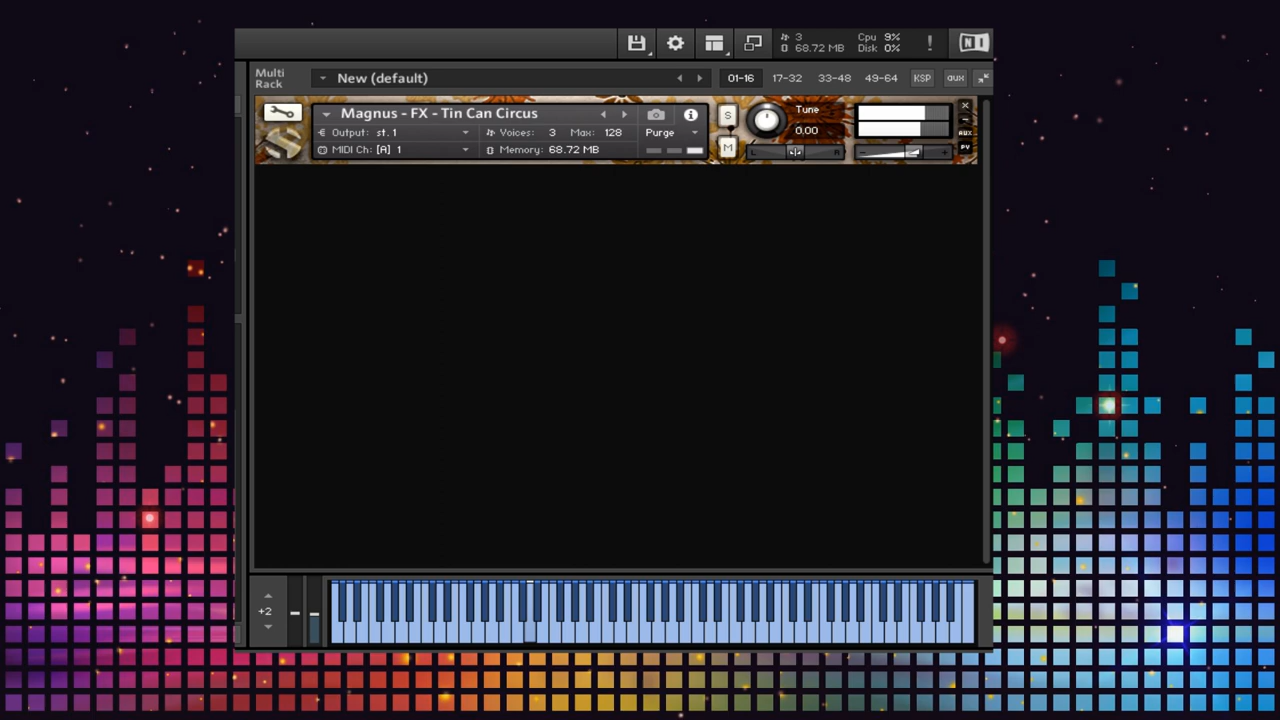 3 Cpu 9%
68.72 MB Disk 0% ! NI
Multi
Rack
New (default) 01-16 17-32 33-48 49-64 KSP aux
Magnus - FX - Tin Can Circus
Output: st. 1 Voices: 3 Max: 128 Purge
MIDI Ch: [A] 1 Memory: 68.72 MB
S
M
Tune
0.00
L R
- +
×
-
AUX
PV
+2